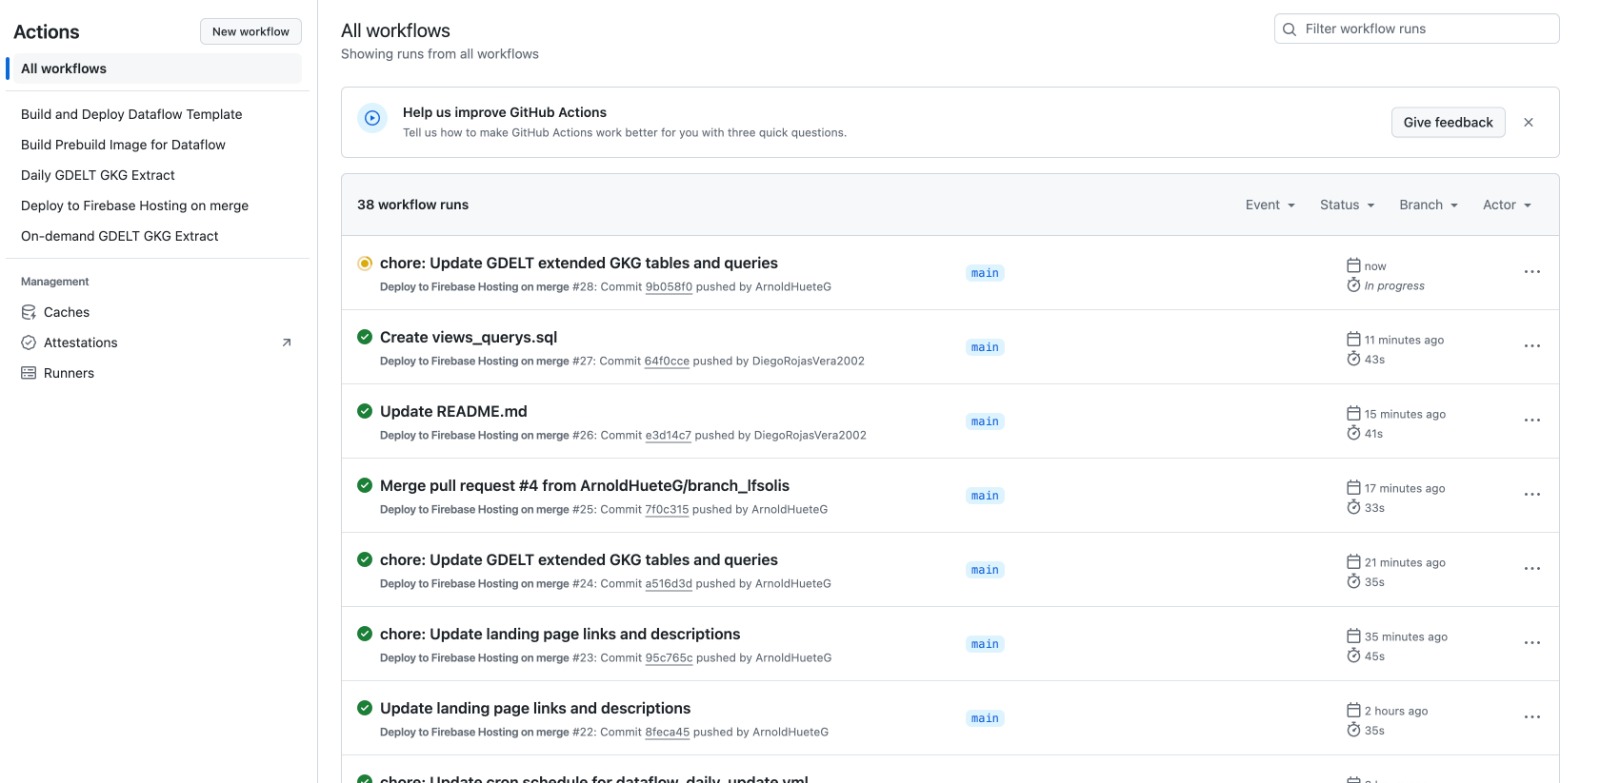 Actions
New workflow
All workflows
Build and Deploy Dataflow Template
Build Prebuild Image for Dataflow
Daily GDELT GKG Extract
Deploy to Firebase Hosting on merge
On-demand GDELT GKG Extract
Management
Caches
Attestations
Runners
All workflows
Showing runs from all workflows
Filter workflow runs
Help us improve GitHub Actions
Tell us how to make GitHub Actions work better for you with three quick questions.
Give feedback
38 workflow runs
Event Status Branch Actor
chore: Update GDELT extended GKG tables and queries
Deploy to Firebase Hosting on merge #28: Commit 9b058f0 pushed by ArnoldHueteG
main
now
In progress
Create views_querys.sql
Deploy to Firebase Hosting on merge #27: Commit 64f0cce pushed by DiegoRojasVera2002
main
11 minutes ago
43s
Update README.md
Deploy to Firebase Hosting on merge #26: Commit e3d14c7 pushed by DiegoRojasVera2002
main
15 minutes ago
41s
Merge pull request #4 from ArnoldHueteG/branch_lfsolis
Deploy to Firebase Hosting on merge #25: Commit 7f0c315 pushed by ArnoldHueteG
main
17 minutes ago
33s
chore: Update GDELT extended GKG tables and queries
Deploy to Firebase Hosting on merge #24: Commit a516d3d pushed by ArnoldHueteG
main
21 minutes ago
35s
chore: Update landing page links and descriptions
Deploy to Firebase Hosting on merge #23: Commit 95c765c pushed by ArnoldHueteG
main
35 minutes ago
45s
Update landing page links and descriptions
Deploy to Firebase Hosting on merge #22: Commit 8feca45 pushed by ArnoldHueteG
main
2 hours ago
35s
chore: Update cron schedule for dataflow_daily_update.yml